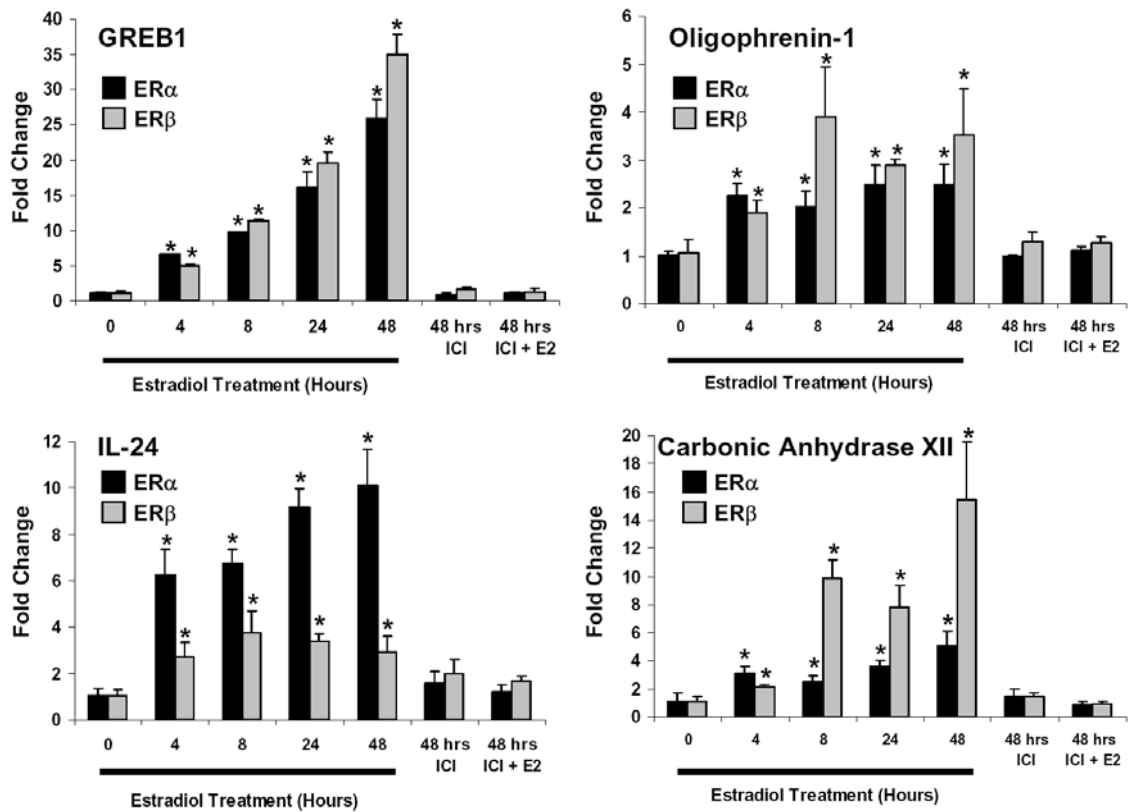 GREB1
ERα
ERβ
Fold Change
40
35
30
25
20
15
10
5
0
* * * * * * * *
0 4 8 24 48 48 hrs 48 hrs
ICI ICI + E2
Estradiol Treatment (Hours)
Oligophrenin-1
ERα
ERβ
Fold Change
6
5
4
3
2
1
0
* * * * * * * *
0 4 8 24 48 48 hrs 48 hrs
ICI ICI + E2
Estradiol Treatment (Hours)
IL-24
ERα
ERβ
Fold Change
12
10
8
6
4
2
0
* * * * * * * *
0 4 8 24 48 48 hrs 48 hrs
ICI ICI + E2
Estradiol Treatment (Hours)
Carbonic Anhydrase XII
ERα
ERβ
Fold Change
20
18
16
14
12
10
8
6
4
2
0
* * * * * * * *
0 4 8 24 48 48 hrs 48 hrs
ICI ICI + E2
Estradiol Treatment (Hours)